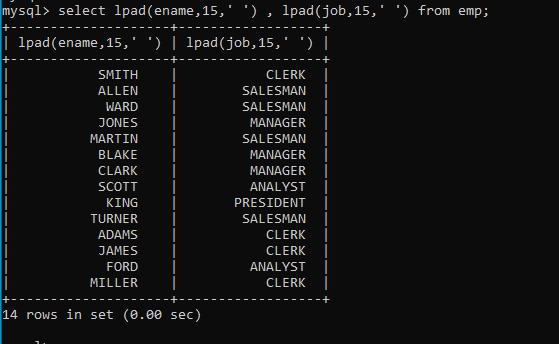 mysql> select lpad(ename,15,' ') , lpad(job,15,' ') from emp;
+--------------------+------------------+
| lpad(ename,15,' ') | lpad(job,15,' ') |
+--------------------+------------------+
|           SMITH    |           CLERK  |
|           ALLEN    |        SALESMAN  |
|            WARD    |        SALESMAN  |
|           JONES    |         MANAGER  |
|          MARTIN    |        SALESMAN  |
|           BLAKE    |         MANAGER  |
|           CLARK    |         MANAGER  |
|           SCOTT    |         ANALYST  |
|            KING    |       PRESIDENT  |
|          TURNER    |        SALESMAN  |
|           ADAMS    |           CLERK  |
|           JAMES    |           CLERK  |
|            FORD    |         ANALYST  |
|          MILLER    |           CLERK  |
+--------------------+------------------+
14 rows in set (0.00 sec)